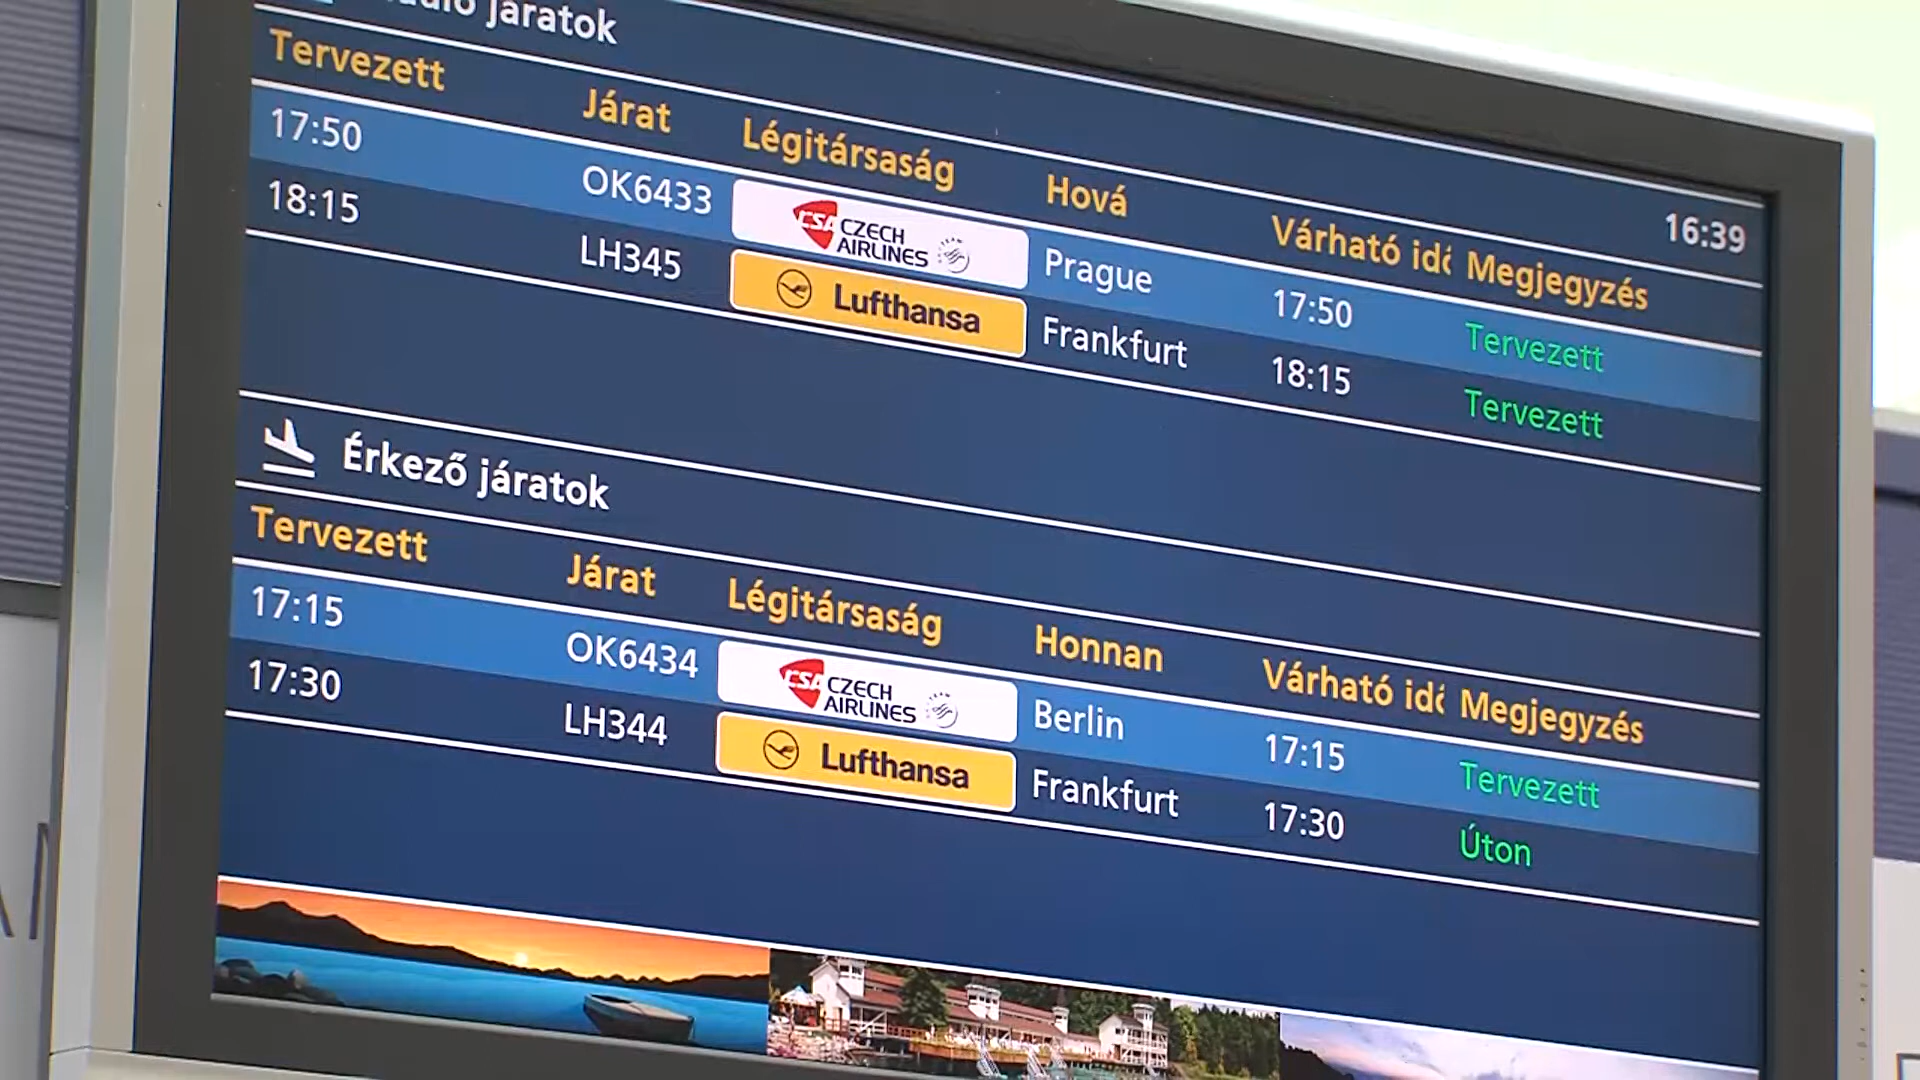 járatok
16:39
Tervezett Járat Légitársaság Hová Várható idő Megjegyzés
17:50 OK6433 CSA CZECH AIRLINES Prague 17:50 Tervezett
18:15 LH345 Lufthansa Frankfurt 18:15 Tervezett
Érkező járatok
Tervezett Járat Légitársaság Honnan Várható idő Megjegyzés
17:15 OK6434 CSA CZECH AIRLINES Berlin 17:15 Tervezett
17:30 LH344 Lufthansa Frankfurt 17:30 Úton